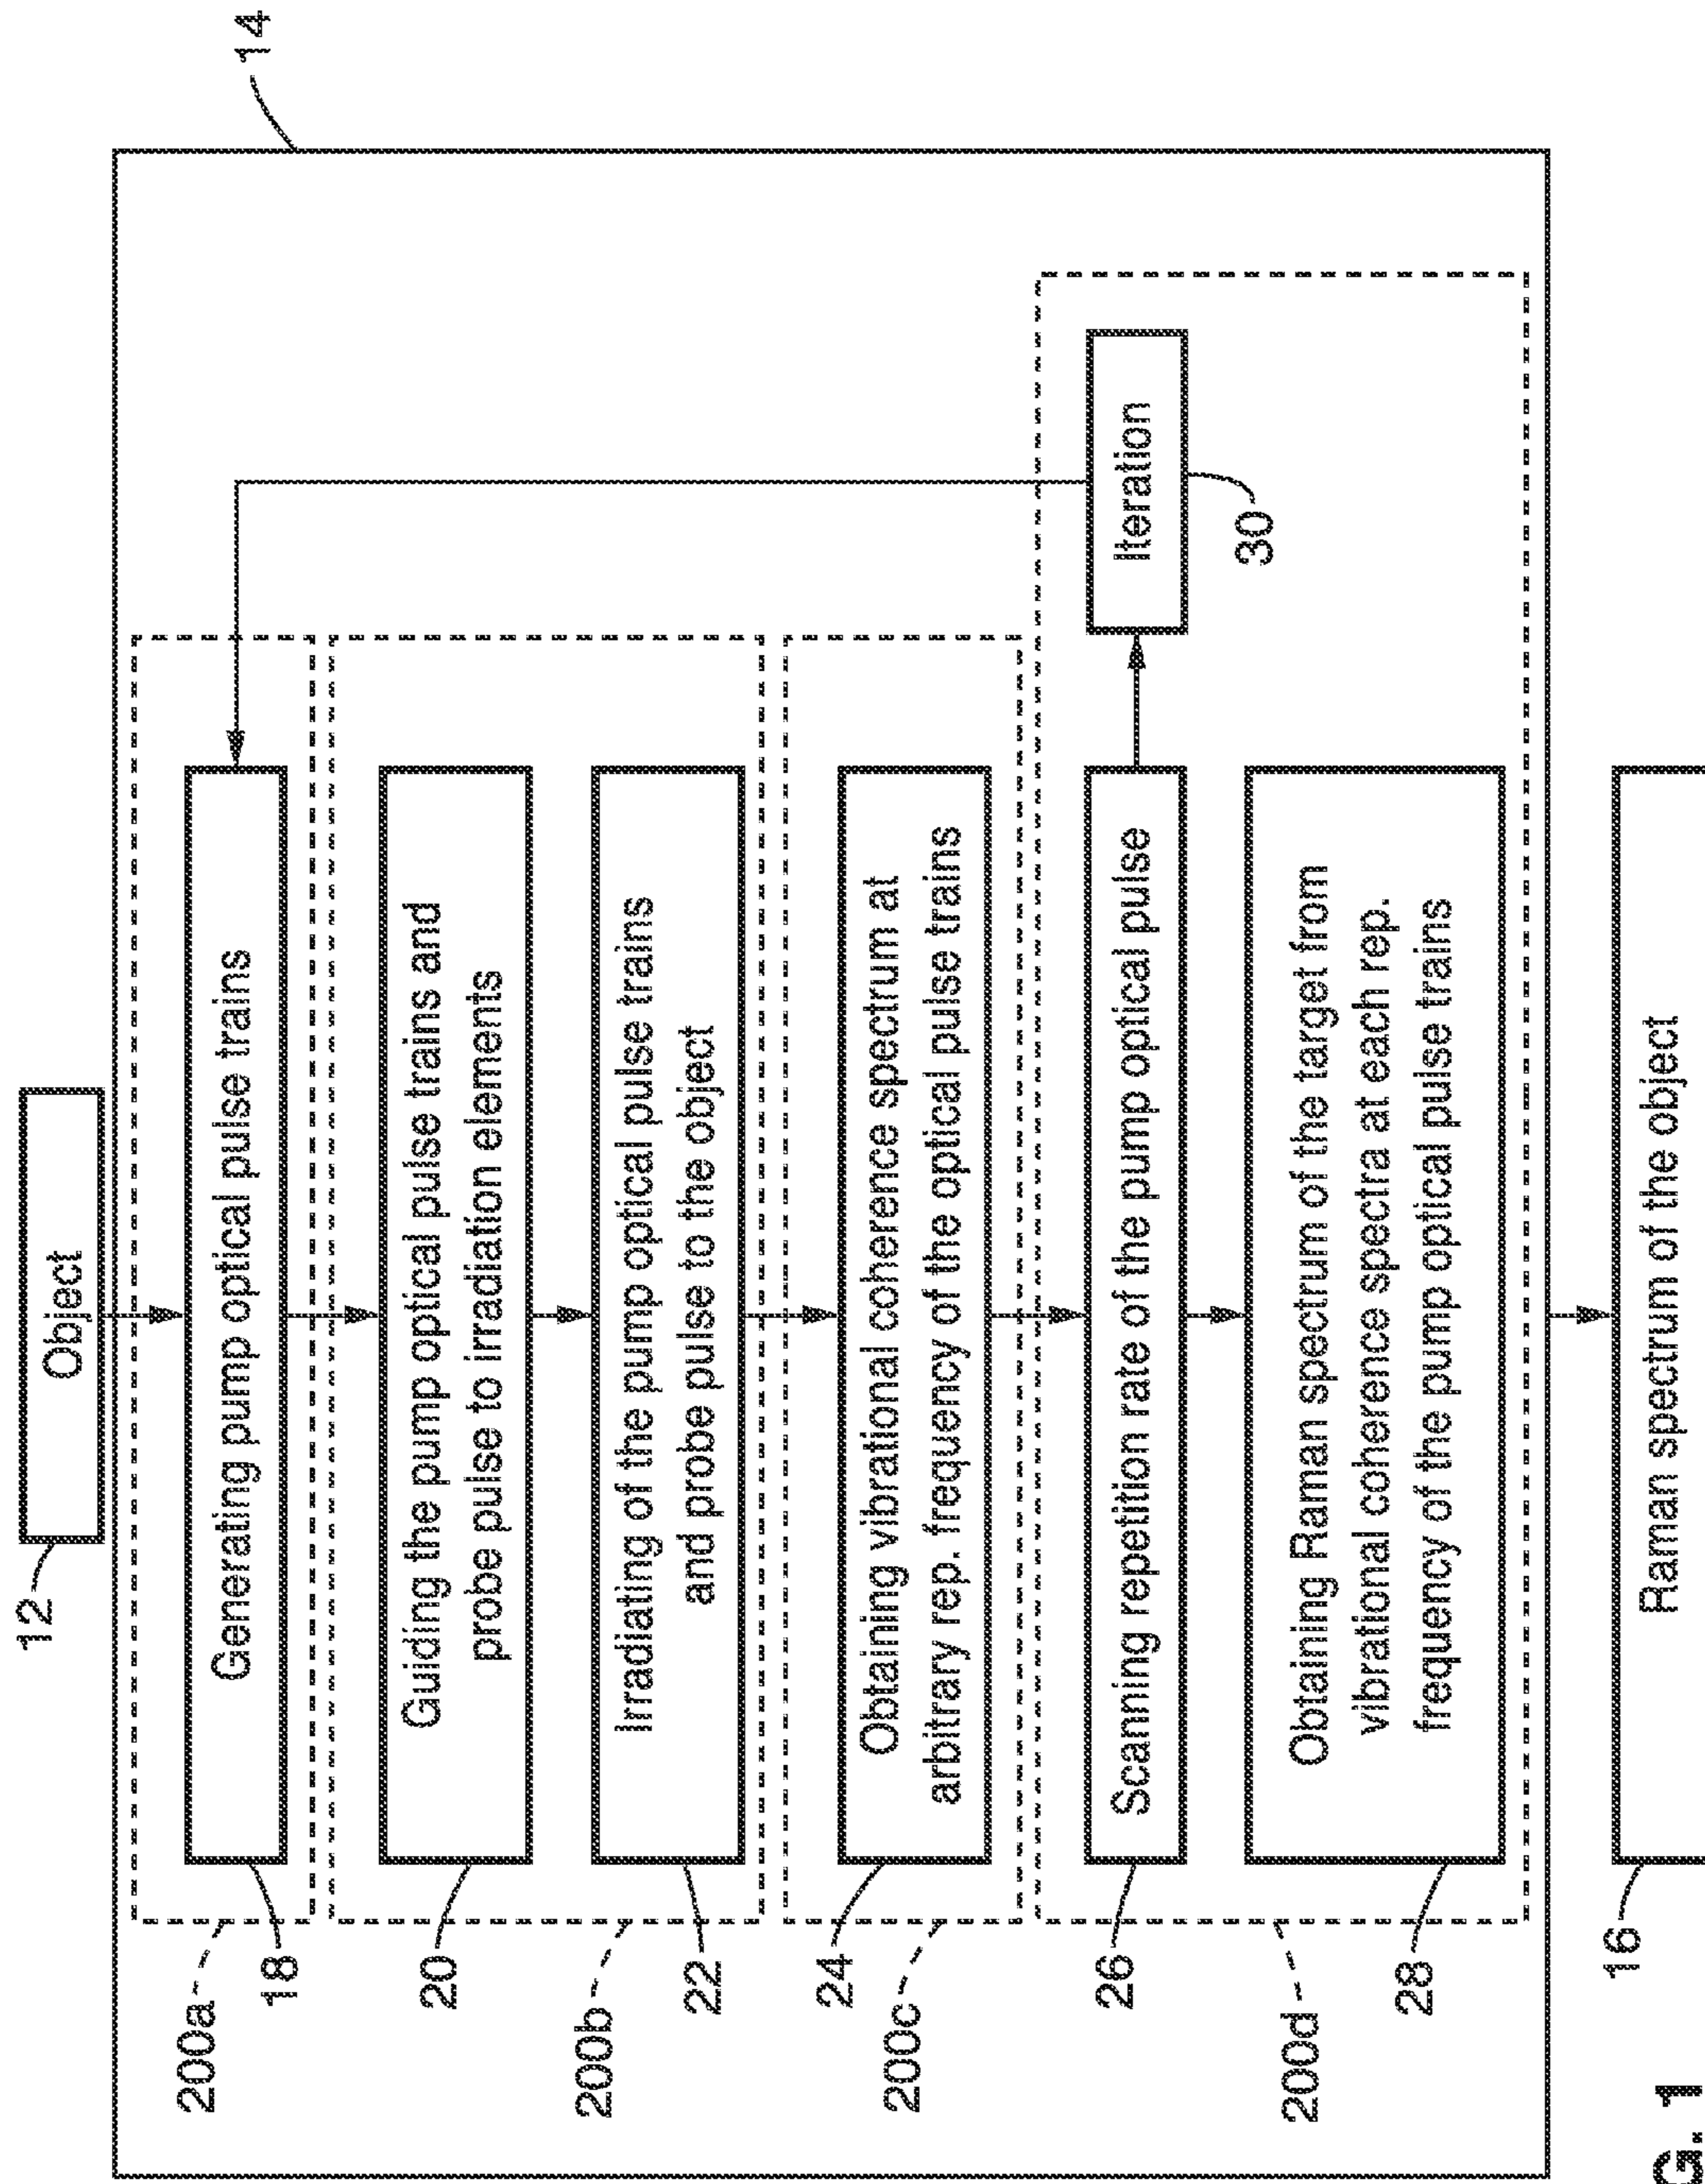 12
Object
14
200a
18
Generating pump optical pulse trains
20
Guiding the pump optical pulse trains and
probe pulse to irradiation elements
200b
22
Irradiating of the pump optical pulse trains
and probe pulse to the object
24
Obtaining vibrational coherence spectrum at
arbitrary rep. frequency of the optical pulse trains
200c
26
Scanning repetition rate of the pump optical pulse
Iteration
30
200d
28
Obtaining Raman spectrum of the target from
vibrational coherence spectra at each rep.
frequency of the pump optical pulse trains
16
Raman spectrum of the object
G. 1